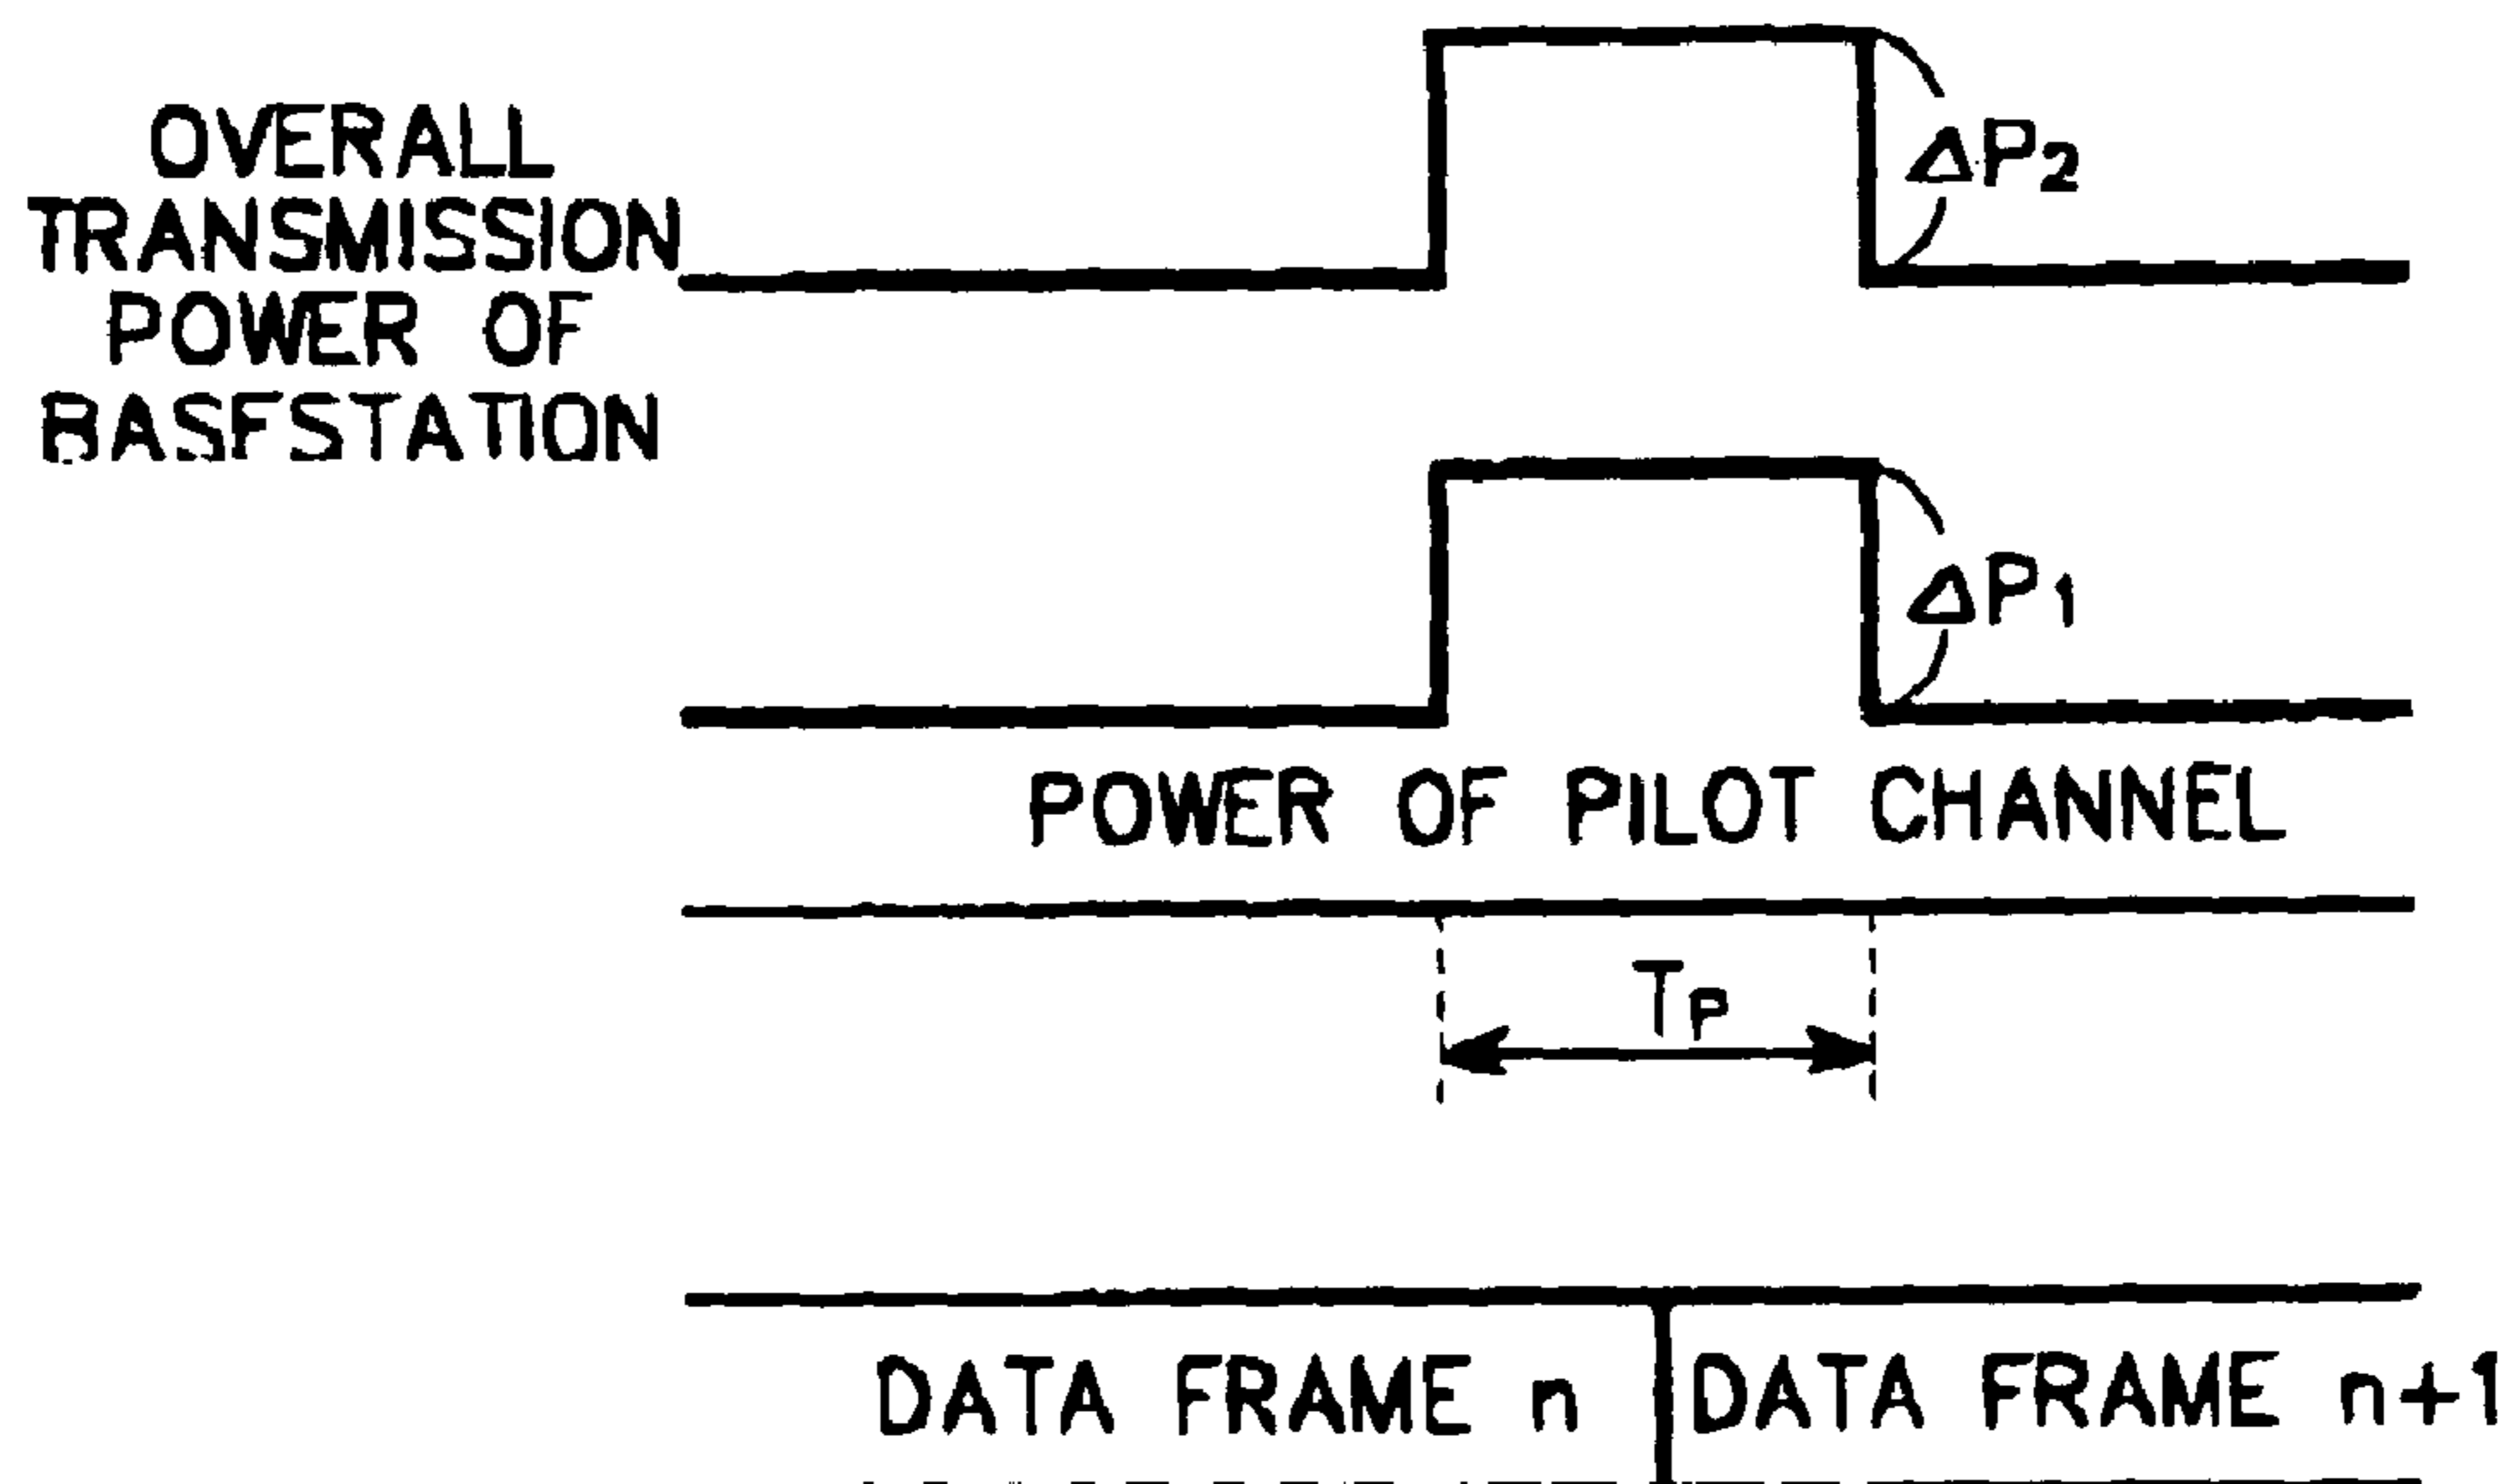 OVERALL
TRANSMISSION
POWER OF
BASFSTATION
ΔP2
ΔP1
POWER OF PILOT CHANNEL
TP
DATA FRAME n
DATA FRAME n+1